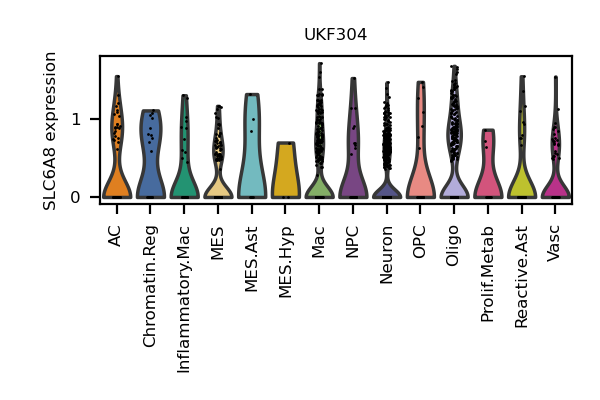 UKF304
SLC6A8 expression
1
0
AC
Chromatin.Reg
Inflammatory.Mac
MES
MES.Ast
MES.Hyp
Mac
NPC
Neuron
OPC
Oligo
Prolif.Metab
Reactive.Ast
Vasc